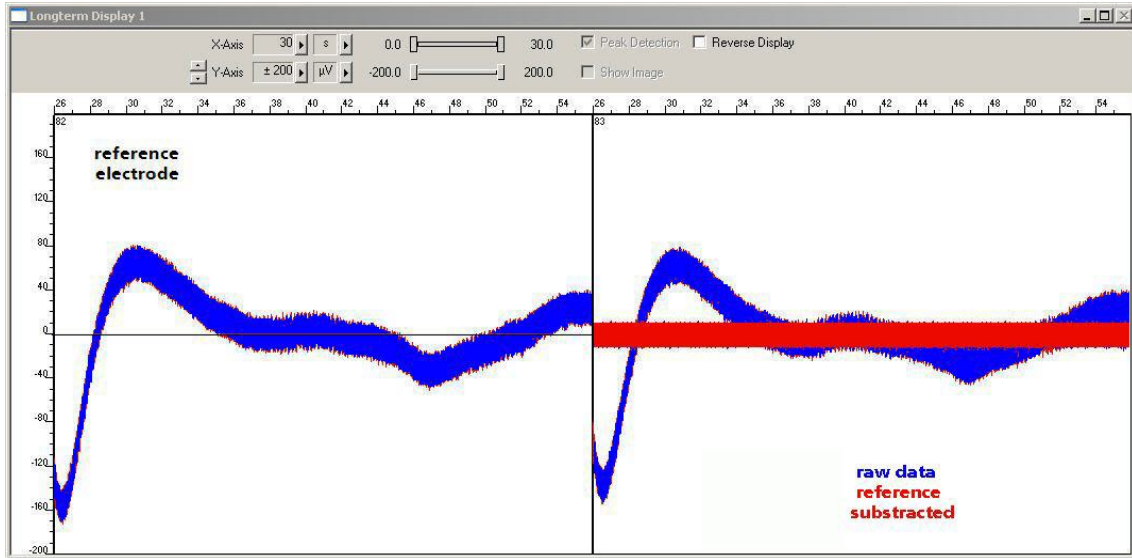 Longterm Display 1
X-Axis 30 s 0.0 30.0 Peak Detection Reverse Display
Y-Axis ± 200 µV -200.0 200.0 Show Image
26 28 30 32 34 36 38 40 42 44 46 48 50 52 54 26 28 30 32 34 36 38 40 42 44 46 48 50 52 54
82 83
reference
electrode
160
120
80
40
0
-40
-80
-120
-160
-200
raw data
reference
substracted